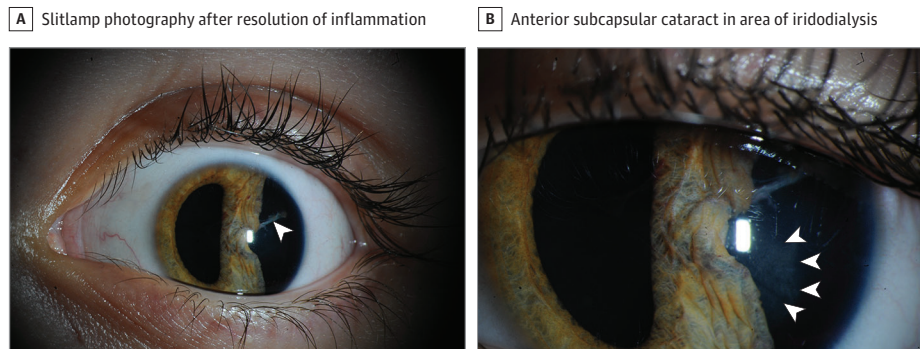 A Slitlamp photography after resolution of inflammation
B Anterior subcapsular cataract in area of iridodialysis